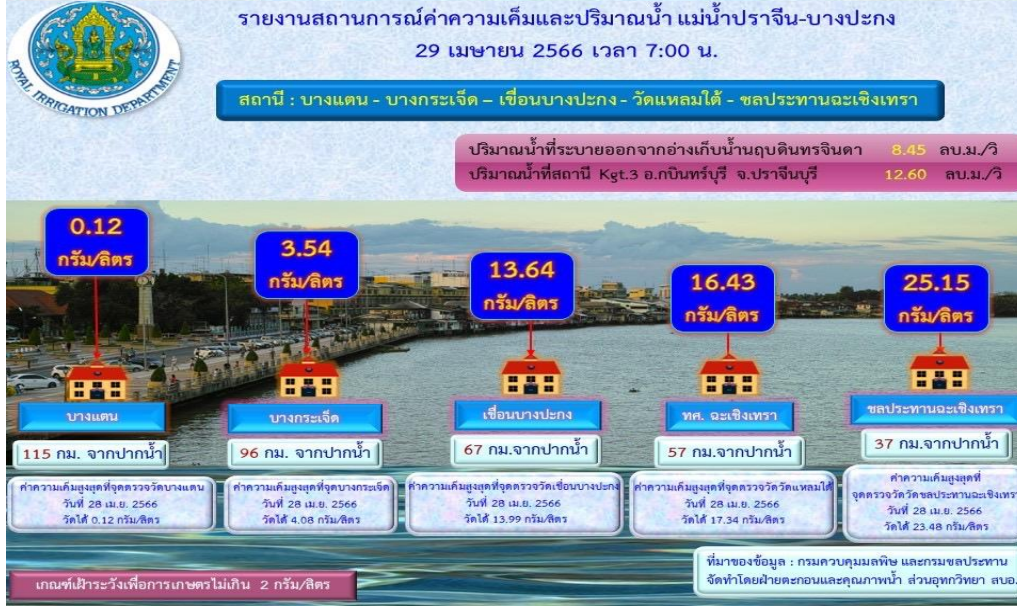 รายงานสถานการณ์ค่าความเค็มและปริมาณน้ำ แม่น้ำปราจีน-บางปะกง
29 เมษายน 2566 เวลา 7:00 น.
ROYAL IRRIGATION DEPARTMENT
สถานี : บางแตน - บางกระเจ็ด – เขื่อนบางปะกง - วัดแหลมใต้ - ชลประทานฉะเชิงเทรา
ปริมาณน้ำที่ระบายออกจากอ่างเก็บน้ำนฤบดินทรจินดา 8.45 ลบ.ม./วิ
ปริมาณน้ำที่สถานี Kgt.3 อ.กบินทร์บุรี จ.ปราจีนบุรี 12.60 ลบ.ม./วิ
0.12
กรัม/ลิตร
3.54
กรัม/ลิตร
13.64
กรัม/ลิตร
16.43
กรัม/ลิตร
25.15
กรัม/ลิตร
บางแตน
บางกระเจ็ด
เขื่อนบางปะกง
ทศ. ฉะเชิงเทรา
ชลประทานฉะเชิงเทรา
115 กม. จากปากน้ำ
96 กม. จากปากน้ำ
67 กม.จากปากน้ำ
57 กม.จากปากน้ำ
37 กม.จากปากน้ำ
ค่าความเค็มสูงสุดที่จุดตรวจวัดบางแตน
วันที่ 28 เม.ย. 2566
วัดได้ 0.12 กรัม/ลิตร
ค่าความเค็มสูงสุดที่จุดบางกระเจ็ด
วันที่ 28 เม.ย. 2566
วัดได้ 4.08 กรัม/ลิตร
ค่าความเค็มสูงสุดที่จุดตรวจวัดเขื่อนบางปะกง
วันที่ 28 เม.ย. 2566
วัดได้ 13.99 กรัม/ลิตร
ค่าความเค็มสูงสุดที่จุดตรวจวัดวัดแหลมใต้
วันที่ 28 เม.ย. 2566
วัดได้ 17.34 กรัม/ลิตร
ค่าความเค็มสูงสุดที่
จุดตรวจวัดวัดชลประทานฉะเชิงเทรา
วันที่ 28 เม.ย. 2566
วัดได้ 23.48 กรัม/ลิตร
เกณฑ์เฝ้าระวังเพื่อการเกษตรไม่เกิน 2 กรัม/ลิตร
ที่มาของข้อมูล : กรมควบคุมมลพิษ และกรมชลประทาน
จัดทำโดยฝ่ายตะกอนและคุณภาพน้ำ ส่วนอุทกวิทยา สบอ.